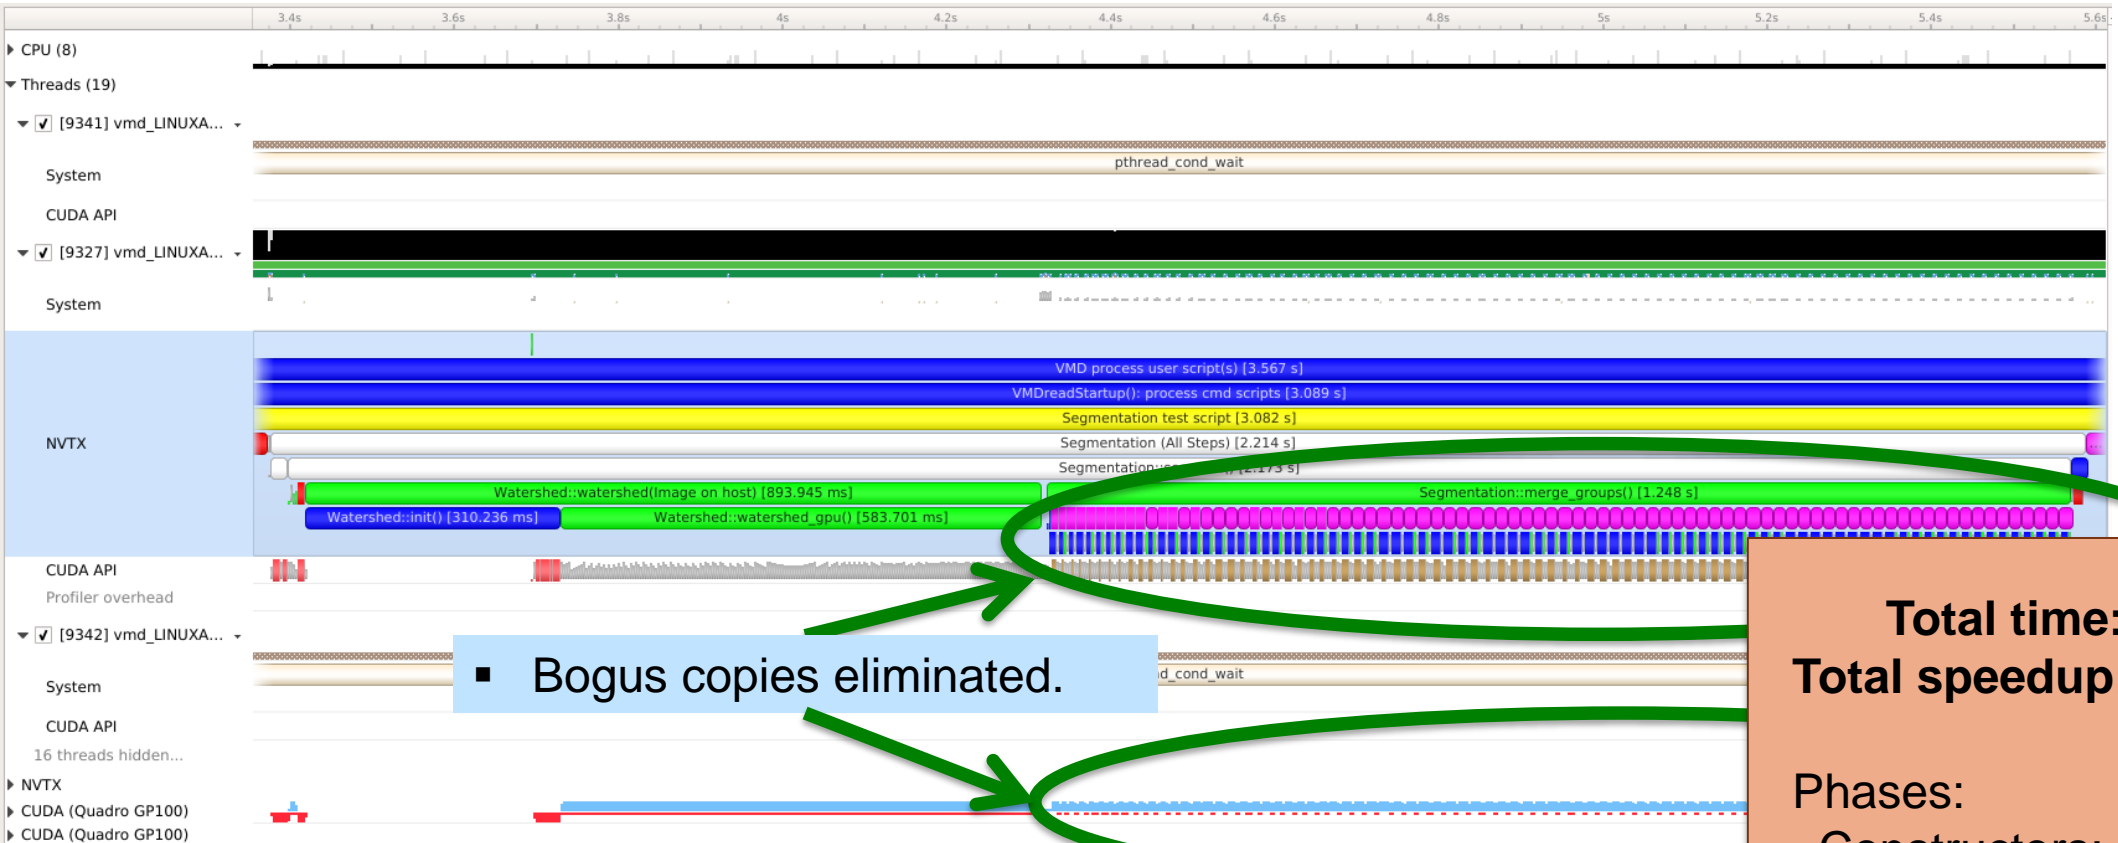 3.4s 3.6s 3.8s 4s 4.2s 4.4s 4.6s 4.8s 5s 5.2s 5.4s 5.6s
CPU (8)
Threads (19)
[9341] vmd_LINUXA...
pthread_cond_wait
System
CUDA API
[9327] vmd_LINUXA...
System
VMD process user script(s) [3.567 s]
VMDreadStartup(): process cmd scripts [3.089 s]
Segmentation test script [3.082 s]
NVTX
Segmentation (All Steps) [2.214 s]
Segmentation [2.173 s]
Watershed::watershed(Image on host) [893.945 ms] Segmentation::merge_groups() [1.248 s]
Watershed::init() [310.236 ms] Watershed::watershed_gpu() [583.701 ms]
CUDA API
Profiler overhead
Total time:
[9342] vmd_LINUXA...
▪ Bogus copies eliminated.
d_cond_wait
Total speedup
System
CUDA API
16 threads hidden...
NVTX
Phases:
CUDA (Quadro GP100)
CUDA (Quadro GP100)
Constructors: